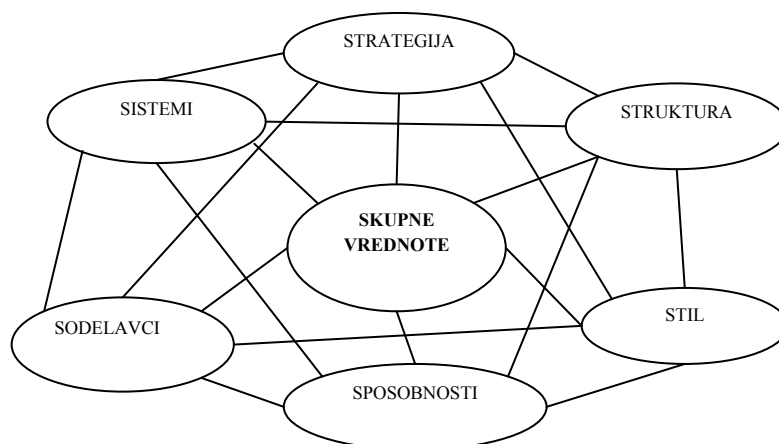 STRATEGIJA
SISTEMI
STRUKTURA
SKUPNE
VREDNOTE
SODELAVCI
STIL
SPOSOBNOSTI